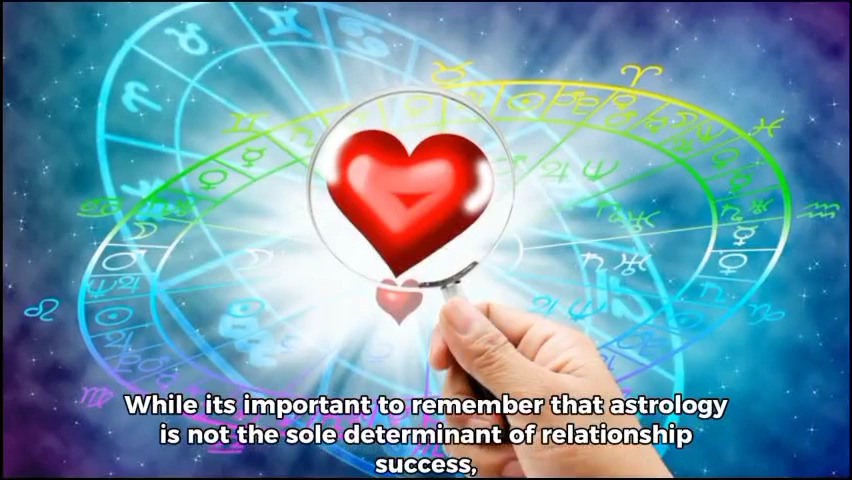 While its important to remember that astrology
is not the sole determinant of relationship
success,